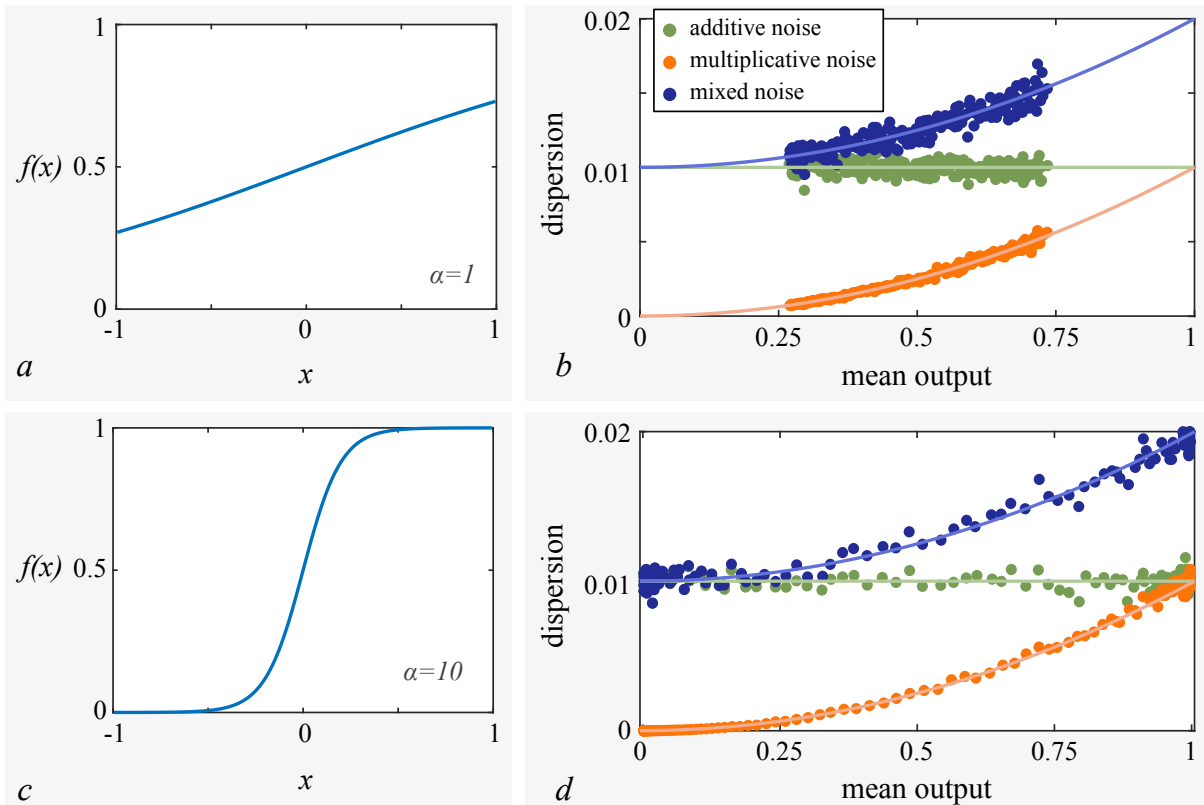 1
f(x) 0.5
α=1
0
-1 0 1
a
x
0.02
additive noise
multiplicative noise
mixed noise
dispersion
0.01
0
0 0.25 0.5 0.75 1
b
mean output
1
f(x) 0.5
α=10
0
-1 0 1
c
x
0.02
dispersion
0.01
0
0 0.25 0.5 0.75 1
d
mean output